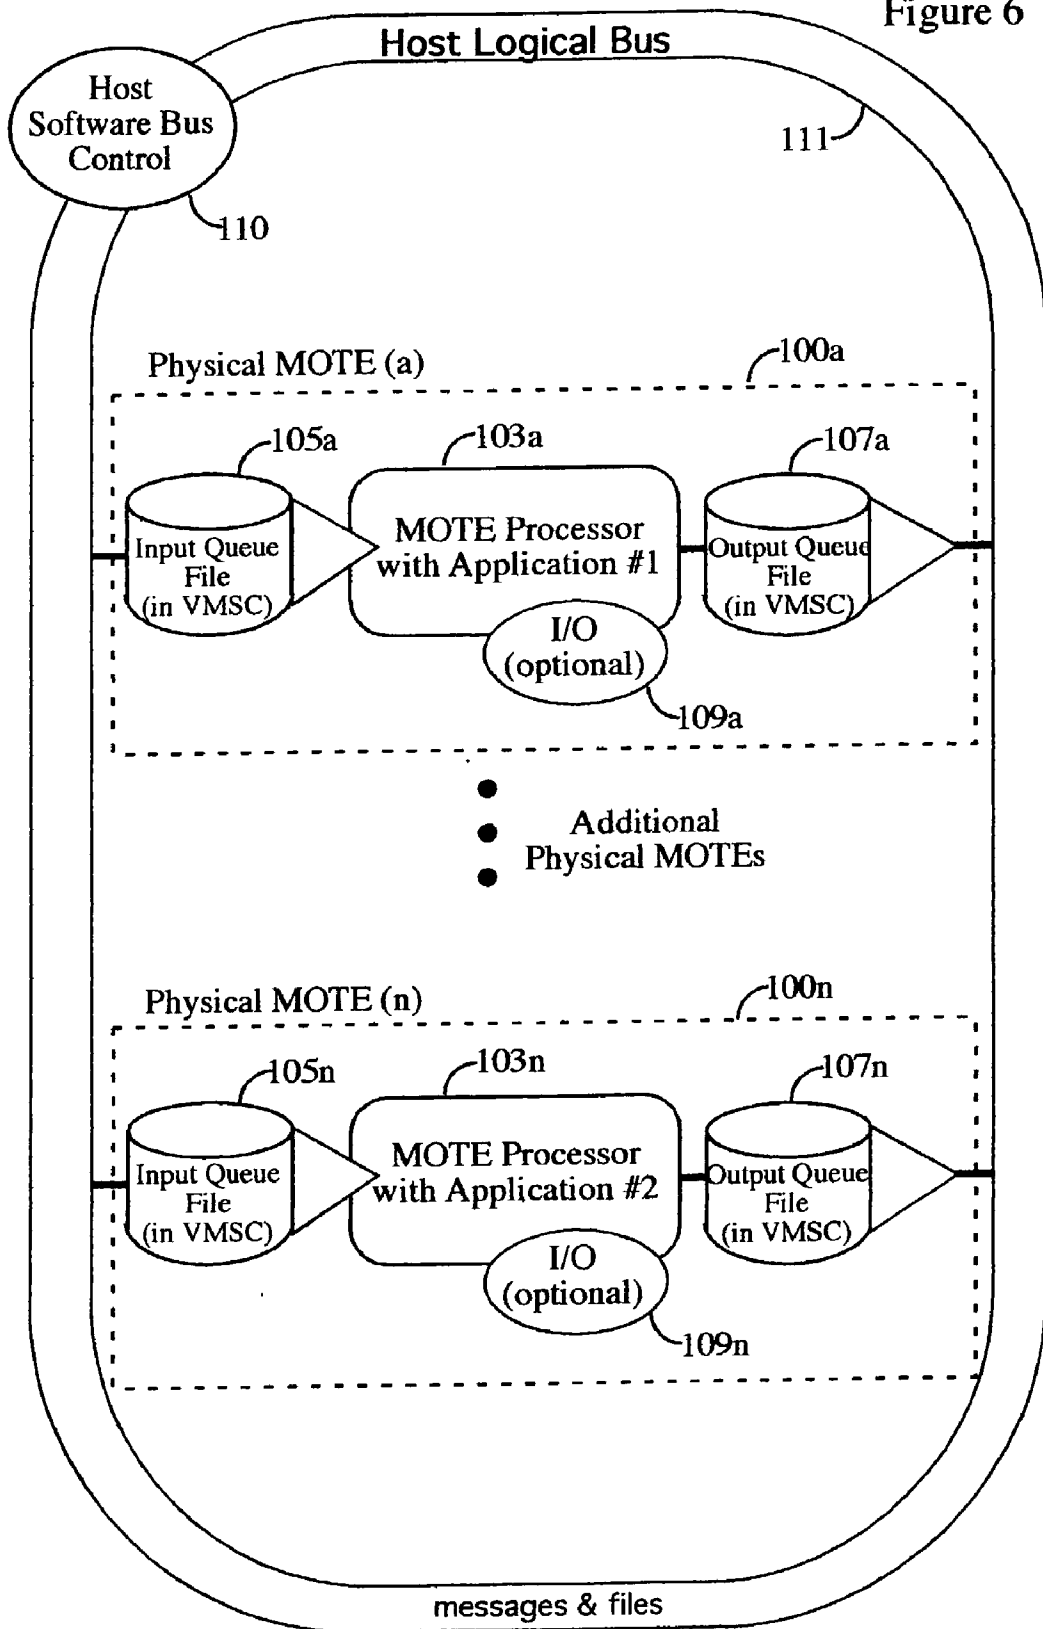 Figure 6
Host Logical Bus
Host
Software Bus
Control
111
110
Physical MOTE (a)
100a
105a
103a
107a
Input Queue
File
(in VMSC)
MOTE Processor
with Application #1
Output Queue
File
(in VMSC)
I/O
(optional)
109a
Additional
Physical MOTEs
Physical MOTE (n)
100n
105n
103n
107n
Input Queue
File
(in VMSC)
MOTE Processor
with Application #2
Output Queue
File
(in VMSC)
I/O
(optional)
109n
messages & files